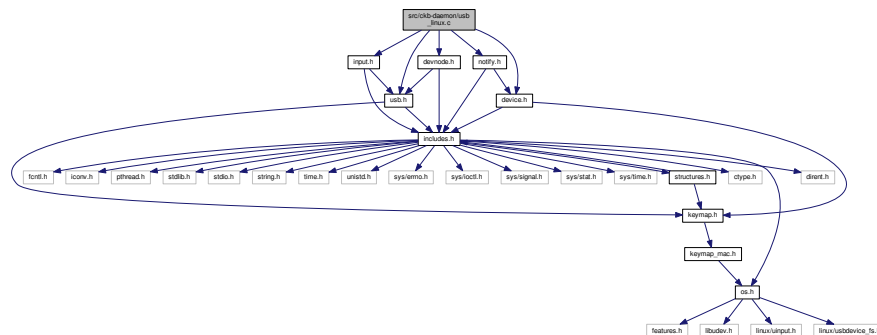 src/ckb-daemon/usb
_linux.c
input.h
devnode.h
notify.h
usb.h
device.h
includes.h
fcntl.h
iconv.h
pthread.h
stdlib.h
stdio.h
string.h
time.h
unistd.h
sys/errno.h
sys/ioctl.h
sys/signal.h
sys/stat.h
sys/time.h
structures.h
ctype.h
dirent.h
keymap.h
keymap_mac.h
os.h
features.h
libudev.h
linux/uinput.h
linux/usbdevice_fs.h